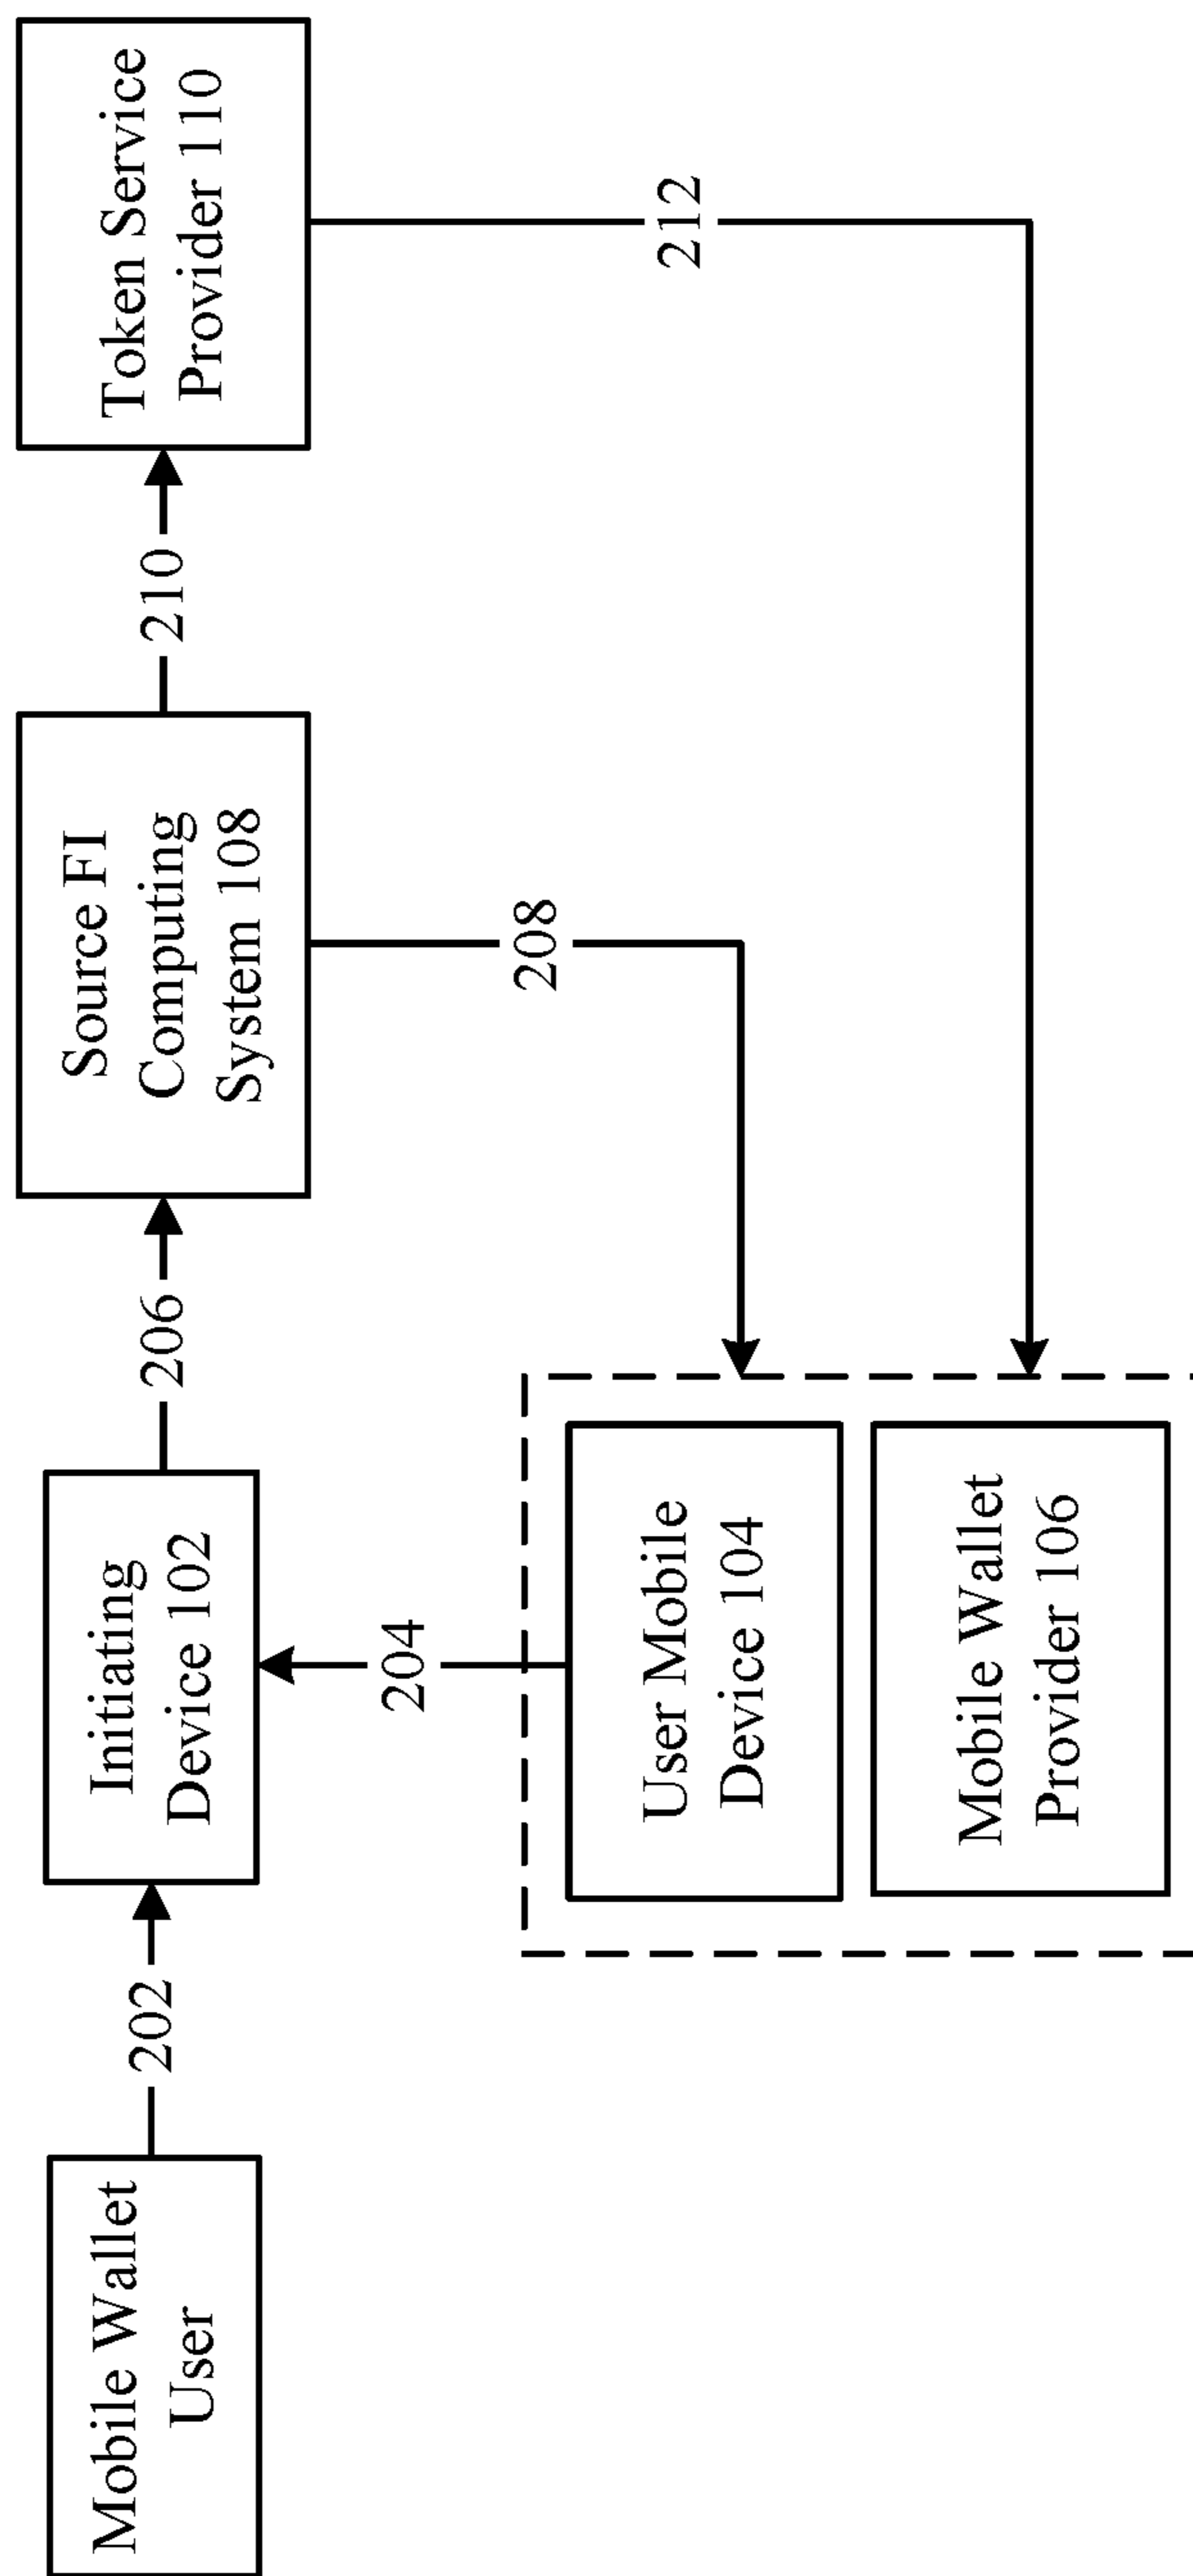 Mobile Wallet
User
202
Initiating
Device 102
206
Source FI
Computing
System 108
210
Token Service
Provider 110
204
208
212
User Mobile
Device 104
Mobile Wallet
Provider 106